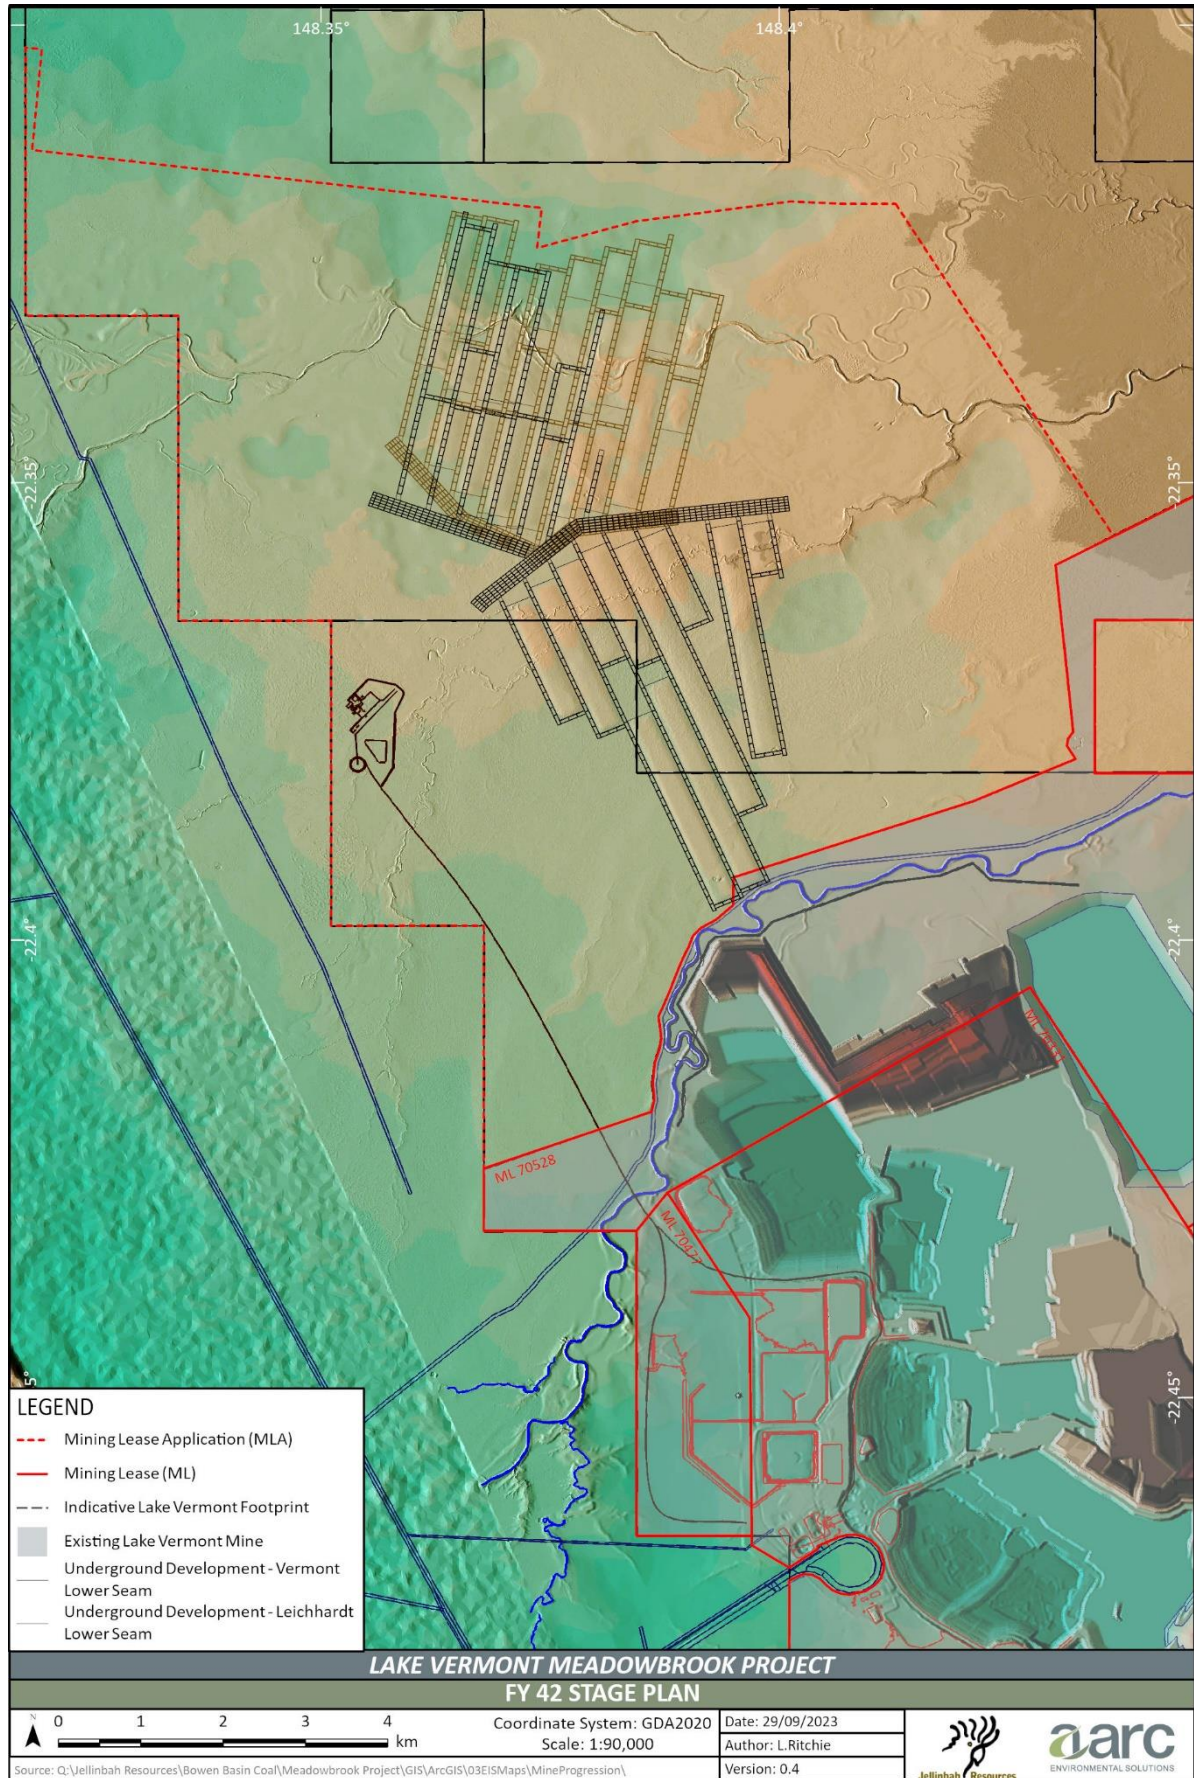 148.35°
148.4°
-22.35°
-22.35°
-22.4°
-22.4°
ML 70528
ML 70477
-22.45°
5°
LEGEND
Mining Lease Application (MLA)
Mining Lease (ML)
Indicative Lake Vermont Footprint
Existing Lake Vermont Mine
Underground Development - Vermont
Lower Seam
Underground Development - Leichhardt
Lower Seam
LAKE VERMONT MEADOWBROOK PROJECT
FY 42 STAGE PLAN
N
0 1 2 3 4
km
Coordinate System: GDA2020
Scale: 1:90,000
Date: 29/09/2023
Author: L.Ritchie
Version: 0.4
Source: Q:\Jellinbah Resources\Bowen Basin Coal\Meadowbrook Project\GIS\ArcGIS\03EISMaps\MineProgression\
Jellinbah Resources
aarc
ENVIRONMENTAL SOLUTIONS